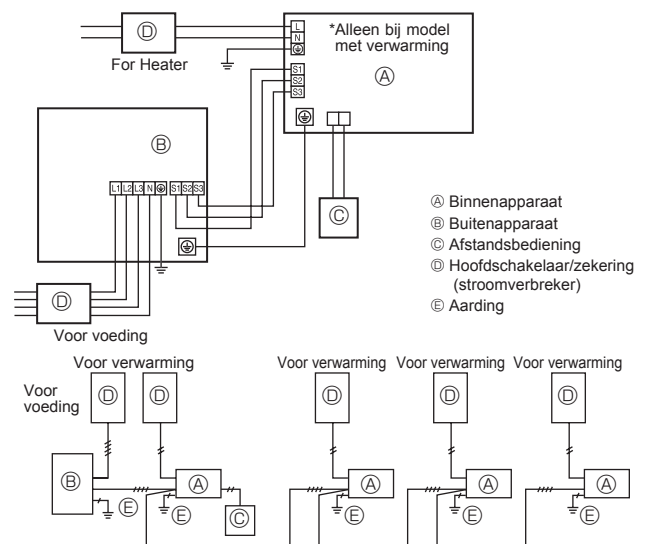 Ⓓ
For Heater
L
N
*Alleen bij model
met verwarming
Ⓐ
S1
S2
S3
Ⓑ
L1 L2 L3 N S1 S2 S3
Ⓒ
Ⓓ
Voor voeding
Ⓐ Binnenapparaat
Ⓑ Buitenapparaat
Ⓒ Afstandsbediening
Ⓓ Hoofdschakelaar/zekering
(stroomverbreker)
Ⓔ Aarding
Voor verwarming Voor verwarming Voor verwarming Voor verwarming
Voor
voeding
Ⓓ Ⓓ Ⓓ Ⓓ Ⓓ
Ⓑ Ⓐ Ⓐ Ⓐ Ⓐ
Ⓔ Ⓔ Ⓒ Ⓔ Ⓔ Ⓔ